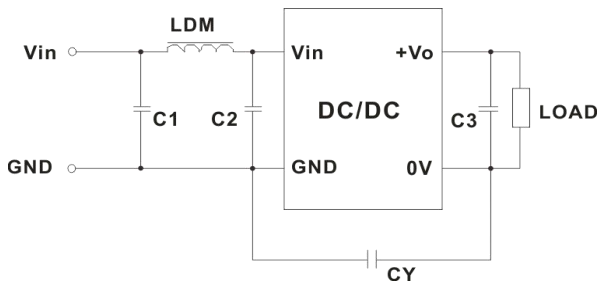 LDM
Vin
Vin
+Vo
C1
C2
DC/DC
C3
LOAD
GND
GND
0V
CY